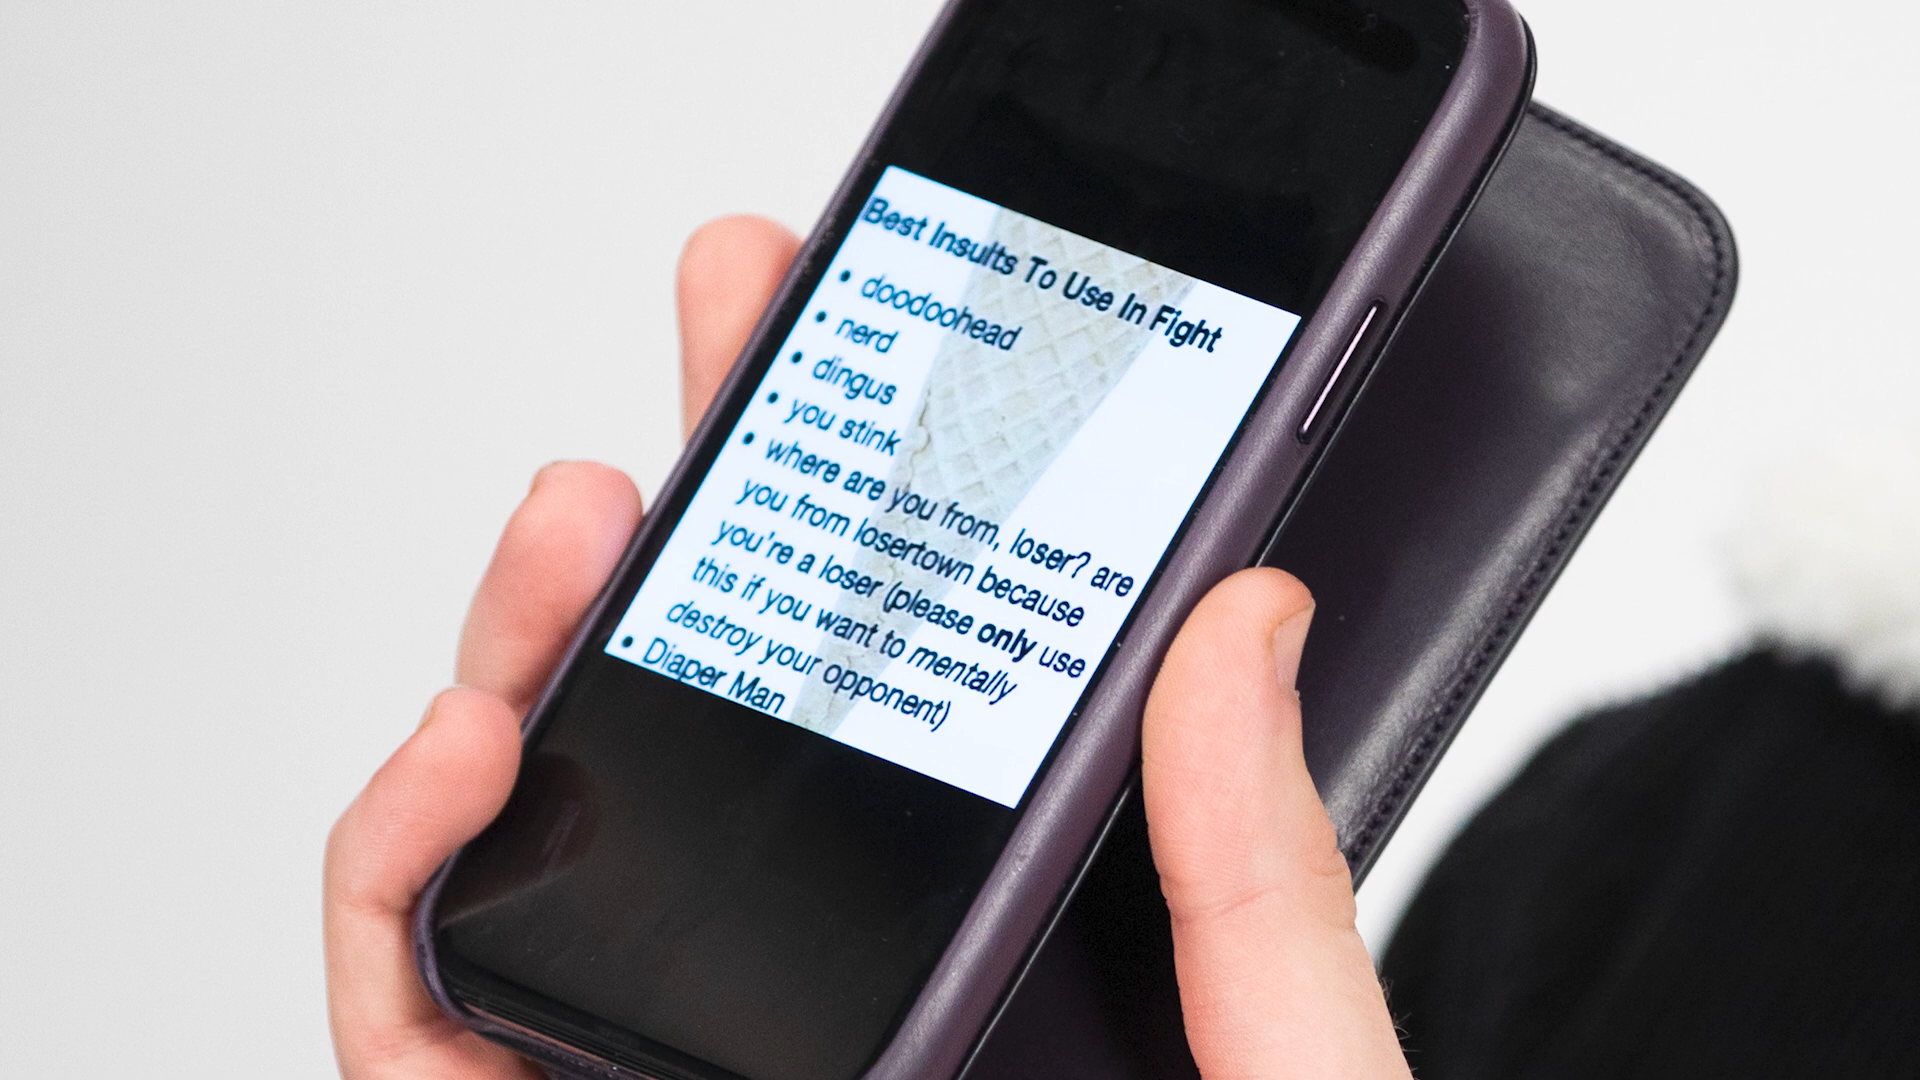 Best Insults To Use In Fight
• doodoohead
• nerd
• dingus
• you stink
• where are you from, loser? are
you from losertown because
you're a loser (please only use
this if you want to mentally
destroy your opponent)
• Diaper Man